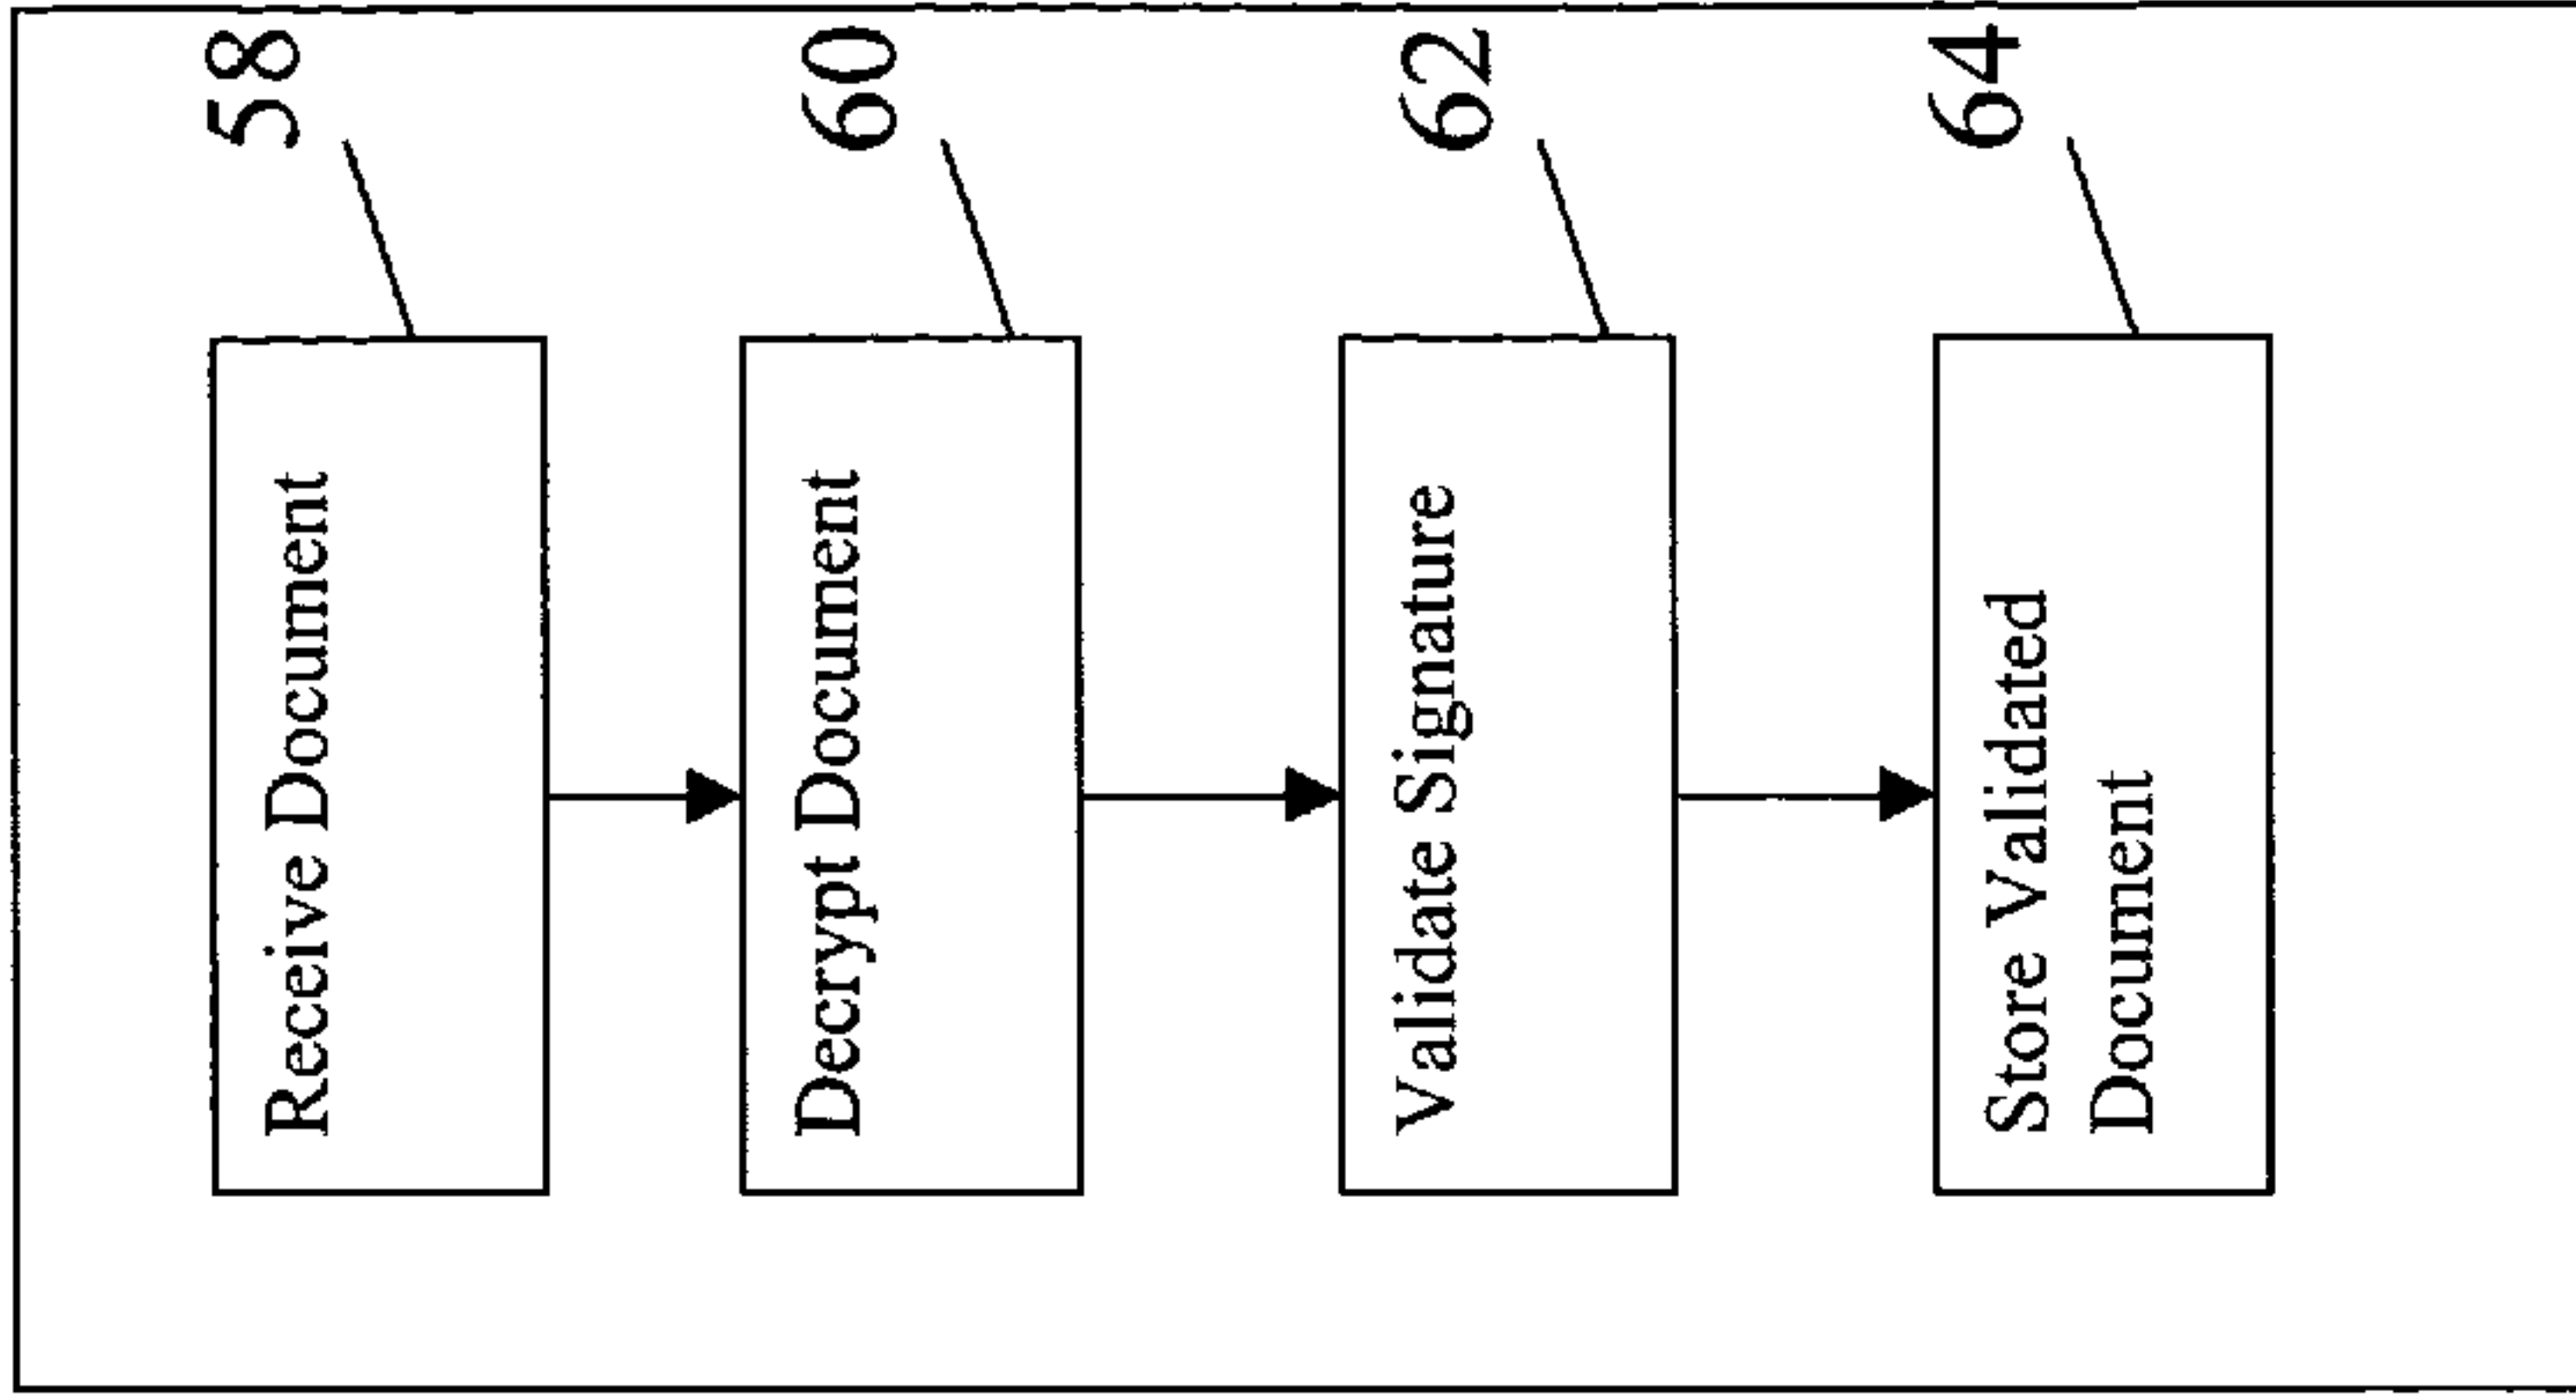 Receive Document
58
Decrypt Document
60
Validate Signature
62
Store Validated
Document
64